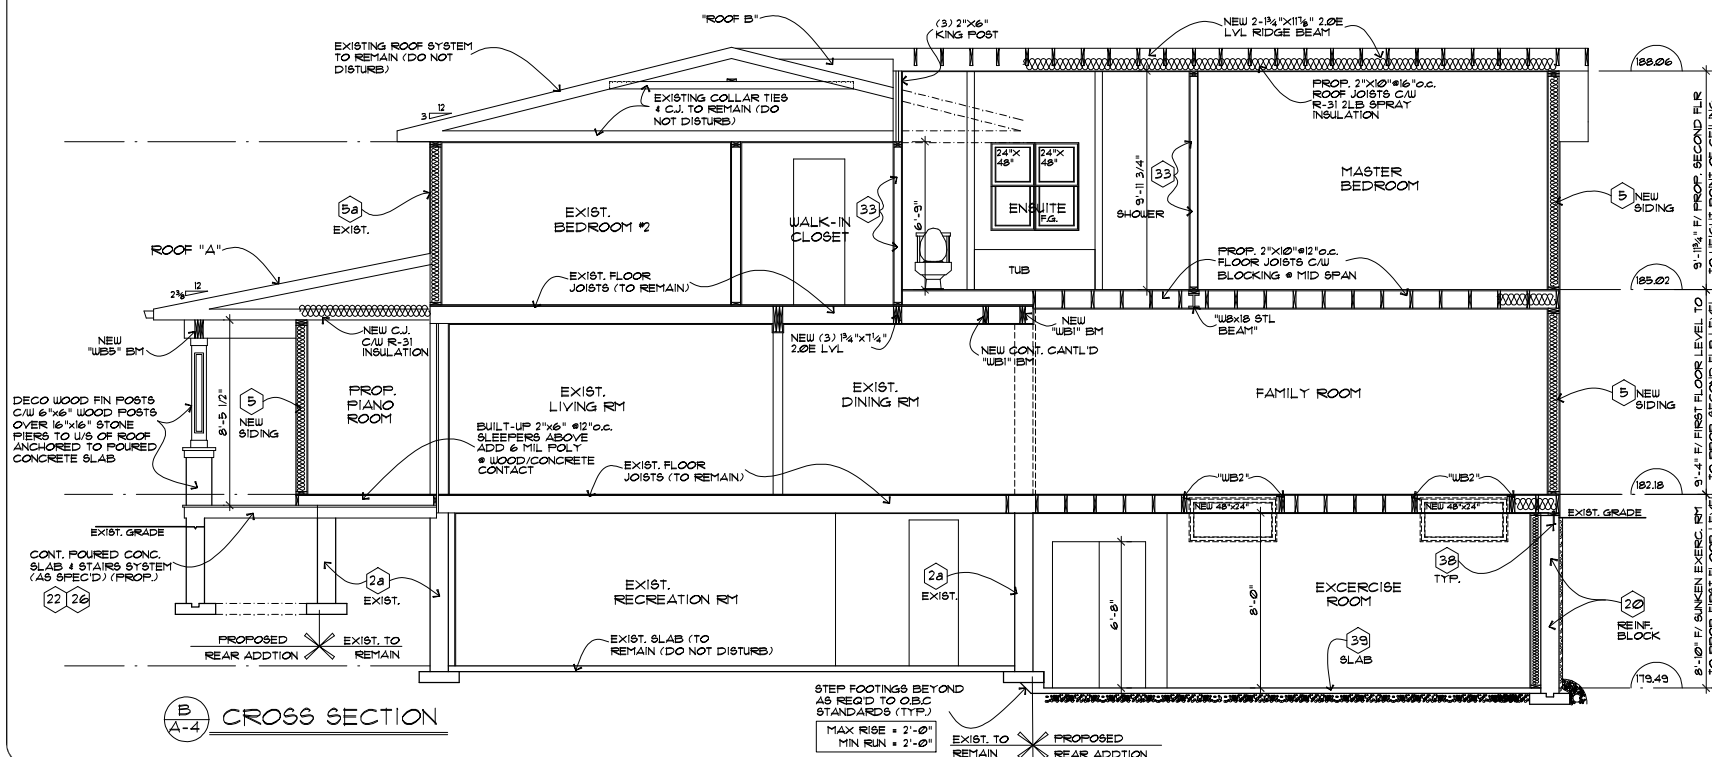 "ROOF B"
(3) 2"X6"
KING POST
NEW 2-1¾"X11⅞" 2.0E
LVL RIDGE BEAM
EXISTING ROOF SYSTEM
TO REMAIN (DO NOT
DISTURB)
188.06
12
3
EXISTING COLLAR TIES
& C.J. TO REMAIN (DO
NOT DISTURB)
PROP. 2"X10"@16"o.c.
ROOF JOISTS C/W
R-31 2LB SPRAY
INSULATION
24"X
48"
24"X
48"
9'-11 3/4"
33
MASTER
BEDROOM
5a
EXIST.
EXIST.
BEDROOM #2
WALK-IN
CLOSET
33
6'-9"
ENSUITE
F.G.
SHOWER
5
NEW
SIDING
9'-11¾" F/ PROP. SECOND FLR
ROOF "A"
12
2⅜
EXIST. FLOOR
JOISTS (TO REMAIN)
TUB
PROP. 2"X10"@12"o.c.
FLOOR JOISTS C/W
BLOCKING @ MID SPAN
185.02
NEW
"WB5" BM
NEW C.J.
C/W R-31
INSULATION
NEW (3) 1¾"x7¼"
2.0E LVL
NEW
"WB1" BM
NEW CONT. CANTL'D
"WB1" BM
"W8x18 STL
BEAM"
DECO WOOD FIN POSTS
C/W 6"x6" WOOD POSTS
OVER 16"x16" STONE
PIERS TO U/S OF ROOF
ANCHORED TO POURED
CONCRETE SLAB
8'-5 1/2"
5
NEW
SIDING
PROP.
PIANO
ROOM
EXIST.
LIVING RM
EXIST.
DINING RM
FAMILY ROOM
5
NEW
SIDING
9'-4" F/ FIRST FLOOR LEVEL TO
BUILT-UP 2"x6" @12"o.c.
SLEEPERS ABOVE
ADD 6 MIL POLY
@ WOOD/CONCRETE
CONTACT
EXIST. FLOOR
JOISTS (TO REMAIN)
"WB2"
"WB2"
182.18
NEW 48"x24"
NEW 48"x24"
EXIST. GRADE
EXIST. GRADE
CONT. POURED CONC.
SLAB & STAIRS SYSTEM
(AS SPEC'D) (PROP.)
22
26
2a
EXIST.
EXIST.
RECREATION RM
2a
EXIST.
6'-8"
8'-0"
EXCERCISE
ROOM
38
TYP.
20
REINF.
BLOCK
8'-10" F/ SUNKEN EXERC. RM
PROPOSED
REAR ADDTION
EXIST. TO
REMAIN
EXIST. SLAB (TO
REMAIN (DO NOT DISTURB)
39
SLAB
179.49
B
A-4
CROSS SECTION
STEP FOOTINGS BEYOND
AS REQ'D TO O.B.C
STANDARDS (TYP.)
MAX RISE = 2'-0"
MIN RUN = 2'-0"
EXIST. TO
REMAIN
PROPOSED
REAR ADDTION